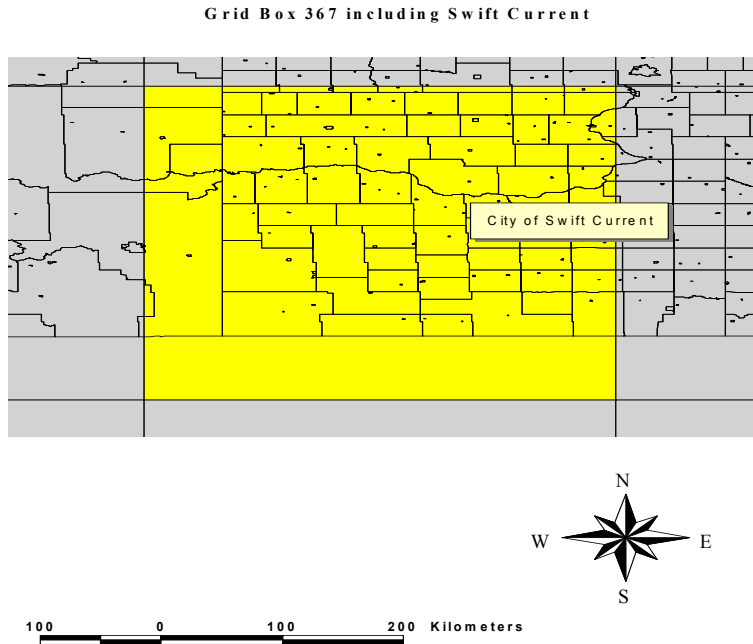 Grid Box 367 including Swift Current
City of Swift Current
N
W E
S
100 0 100 200 Kilometers